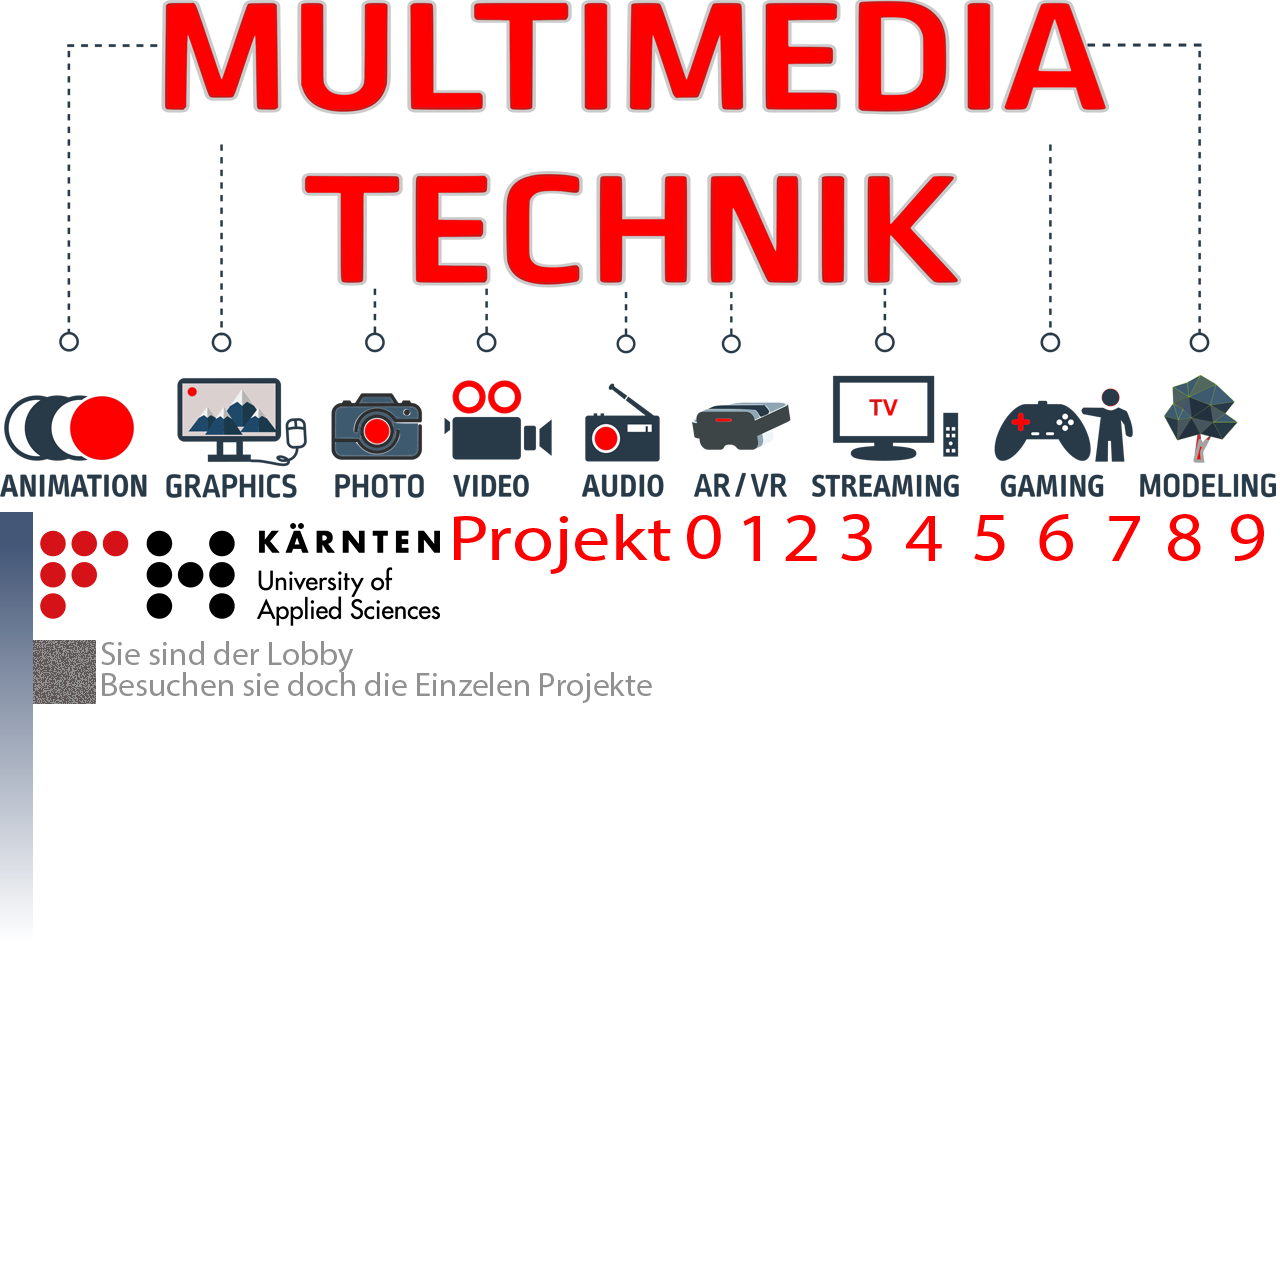 MULTIMEDIA
TECHNIK
TV
ANIMATION GRAPHICS PHOTO VIDEO AUDIO AR/VR STREAMING GAMING MODELING
Projekt 0 1 2 3 4 5 6 7 8 9
KÄRNTEN
University of
Applied Sciences
Sie sind der Lobby
Besuchen sie doch die Einzelen Projekte